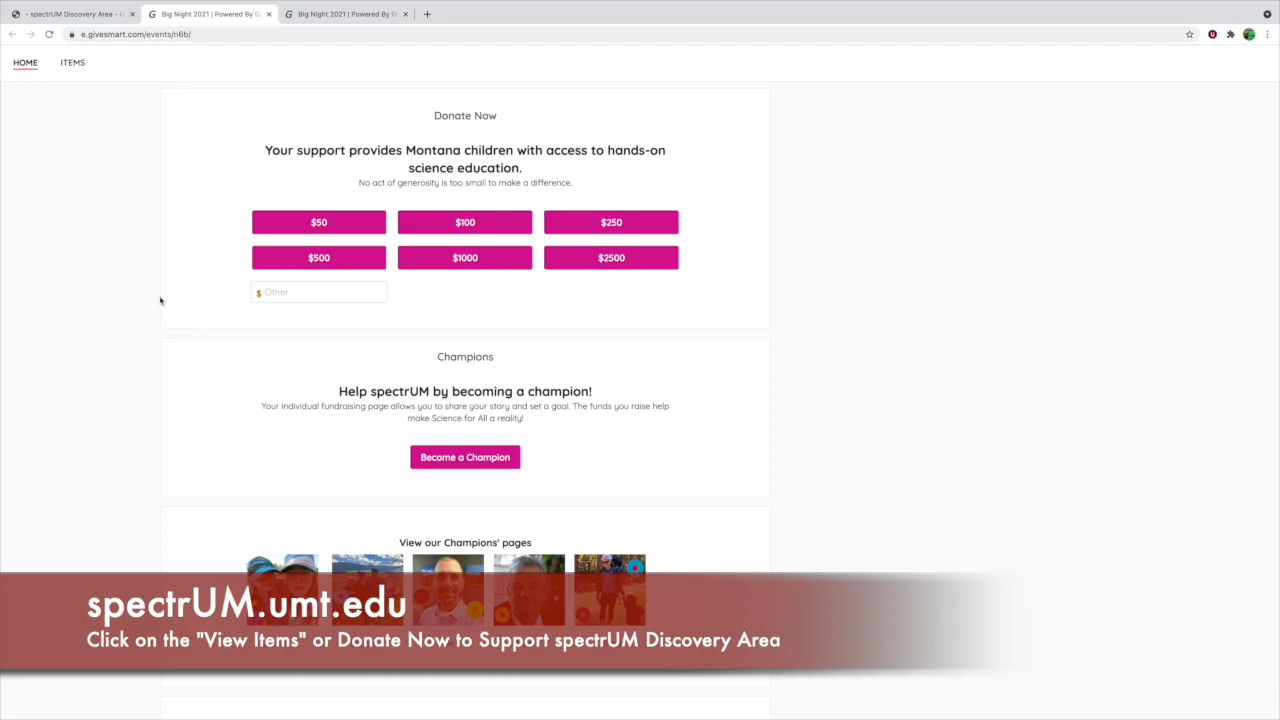 - spectrUM Discovery Area - U
Big Night 2021 | Powered By G
Big Night 2021 | Powered By G
e.givesmart.com/events/n6b/
HOME
ITEMS
Donate Now
Your support provides Montana children with access to hands-on
science education.
No act of generosity is too small to make a difference.
$50
$100
$250
$500
$1000
$2500
$ Other
Champions
Help spectrUM by becoming a champion!
Your individual fundraising page allows you to share your story and set a goal. The funds you raise help
make Science for All a reality!
Become a Champion
View our Champions' pages
spectrUM.umt.edu
Click on the "View Items" or Donate Now to Support spectrUM Discovery Area